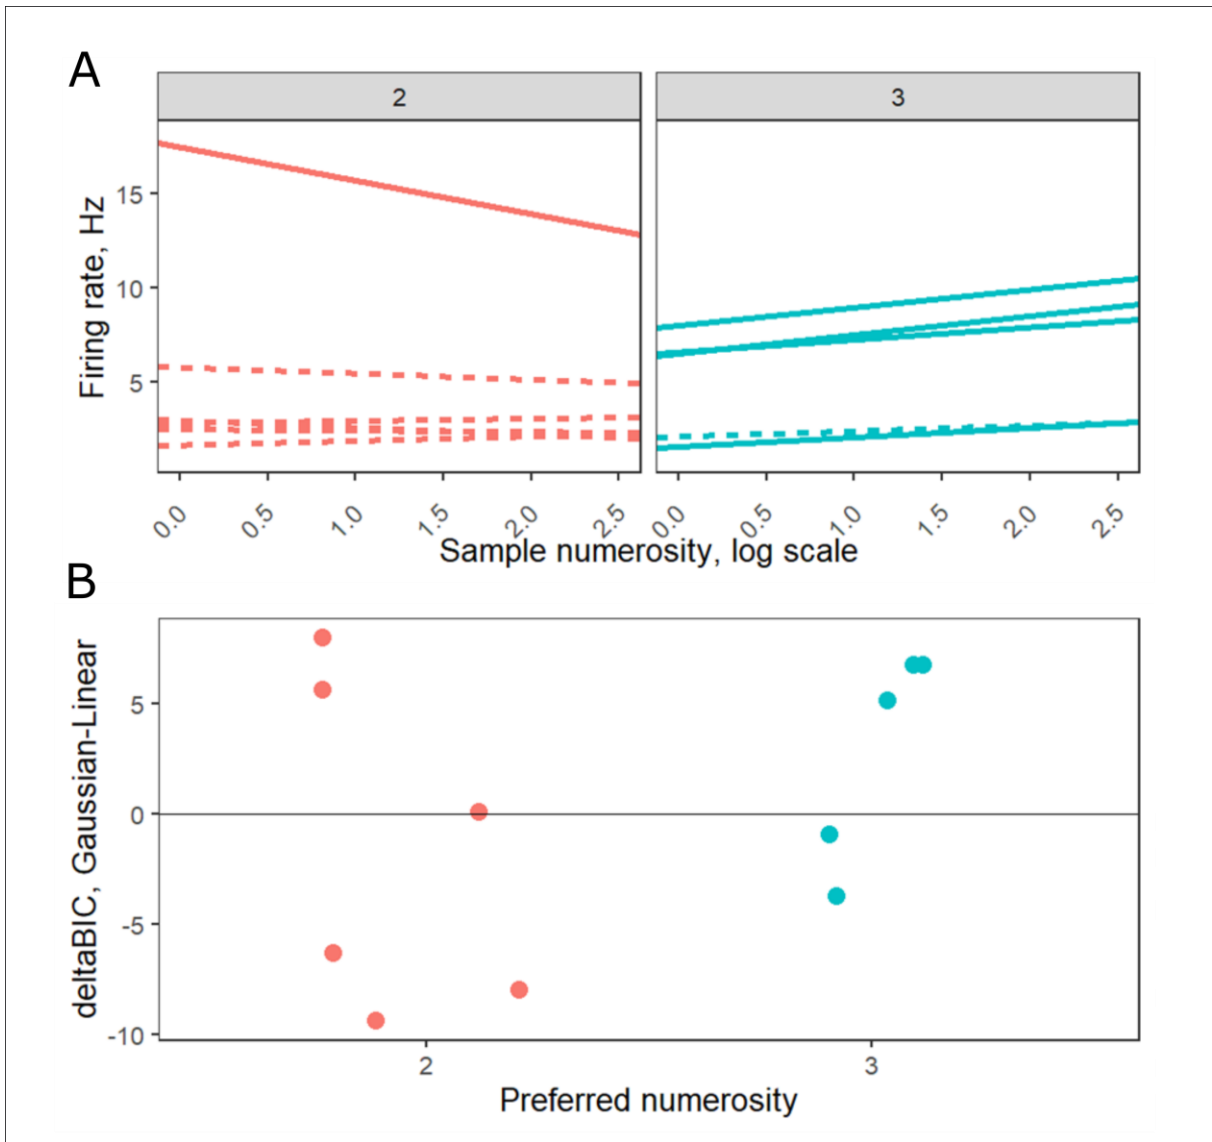 A
2 3
Firing rate, Hz
15
10
5
0.0 0.5 1.0 1.5 2.0 2.5 0.0 0.5 1.0 1.5 2.0 2.5
Sample numerosity, log scale
B
deltaBIC, Gaussian-Linear
5
0
-5
-10
2 3
Preferred numerosity